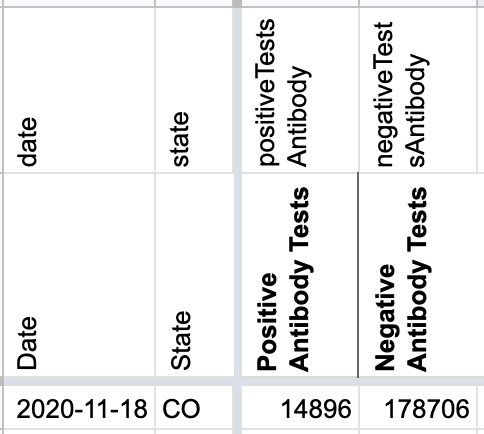 date
state
positiveTests
Antibody
negativeTest
sAntibody
Date
State
Positive
Antibody Tests
Negative
Antibody Tests
2020-11-18 CO 14896 178706